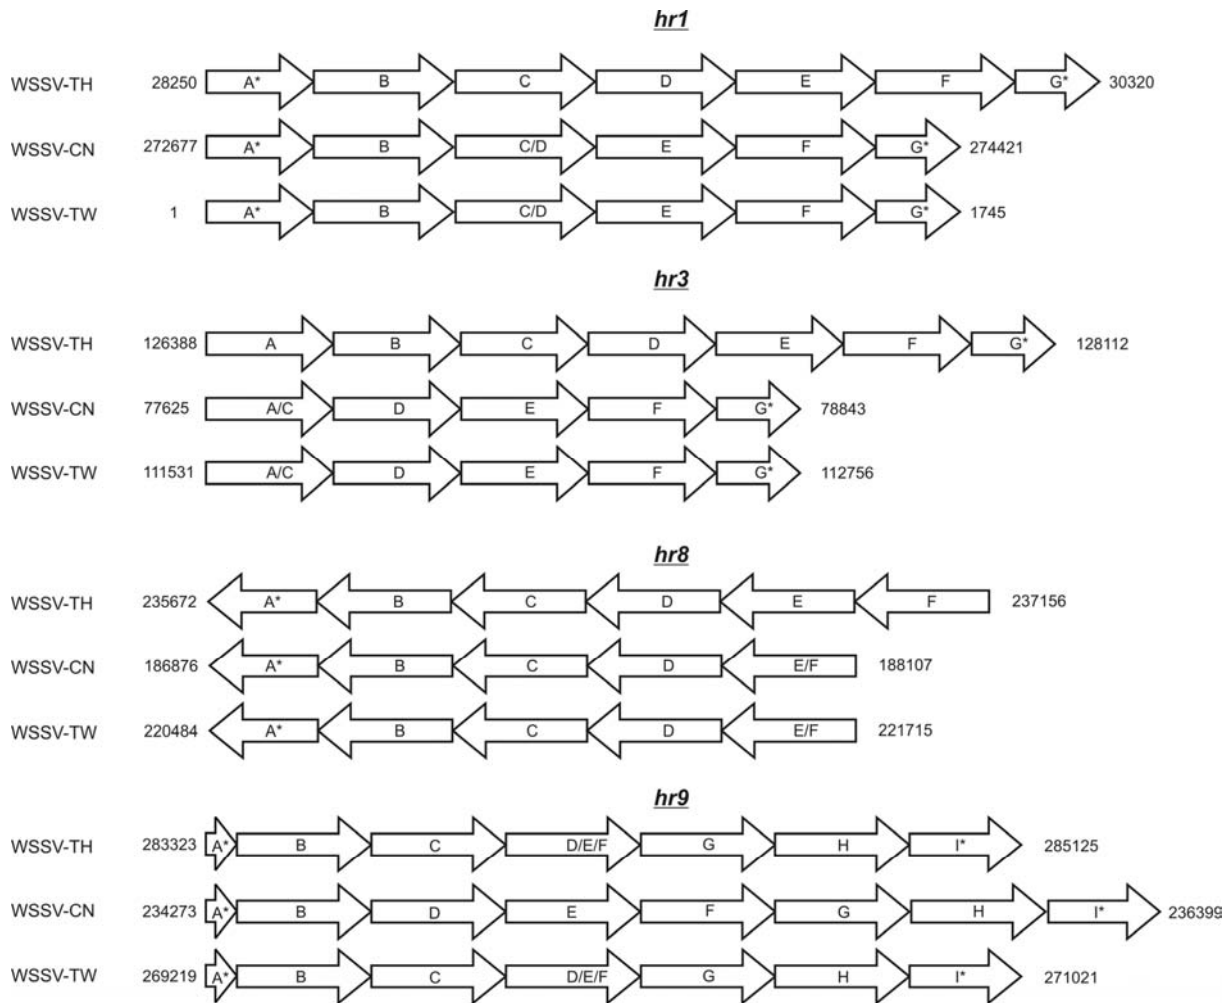 hr1
WSSV-TH 28250 A* B C D E F G* 30320
WSSV-CN 272677 A* B C/D E F G* 274421
WSSV-TW 1 A* B C/D E F G* 1745
hr3
WSSV-TH 126388 A B C D E F G* 128112
WSSV-CN 77625 A/C D E F G* 78843
WSSV-TW 111531 A/C D E F G* 112756
hr8
WSSV-TH 235672 A* B C D E F 237156
WSSV-CN 186876 A* B C D E/F 188107
WSSV-TW 220484 A* B C D E/F 221715
hr9
WSSV-TH 283323 A* B C D/E/F G H I* 285125
WSSV-CN 234273 A* B D E F G H I* 236399
WSSV-TW 269219 A* B C D/E/F G H I* 271021